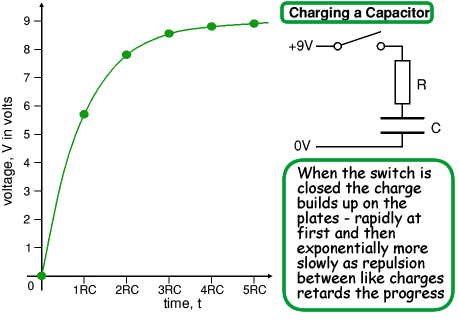 Charging a Capacitor
voltage, V in volts
9
8
7
6
5
4
3
2
1
0
1RC 2RC 3RC 4RC 5RC
time, t
+9V
R
C
0V
When the switch is
closed the charge
builds up on the
plates - rapidly at
first and then
exponentially more
slowly as repulsion
between like charges
retards the progress